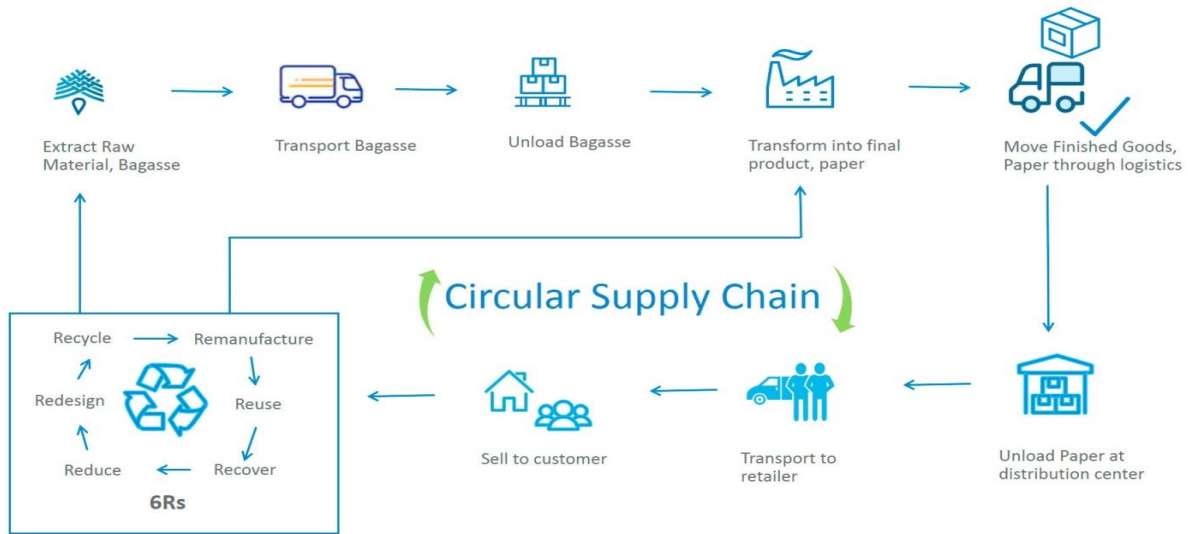 Extract Raw
Material, Bagasse
Transport Bagasse
Unload Bagasse
Transform into final
product, paper
Move Finished Goods,
Paper through logistics
Circular Supply Chain
Recycle
Remanufacture
Redesign
Reuse
Reduce
Recover
6Rs
Sell to customer
Transport to
retailer
Unload Paper at
distribution center